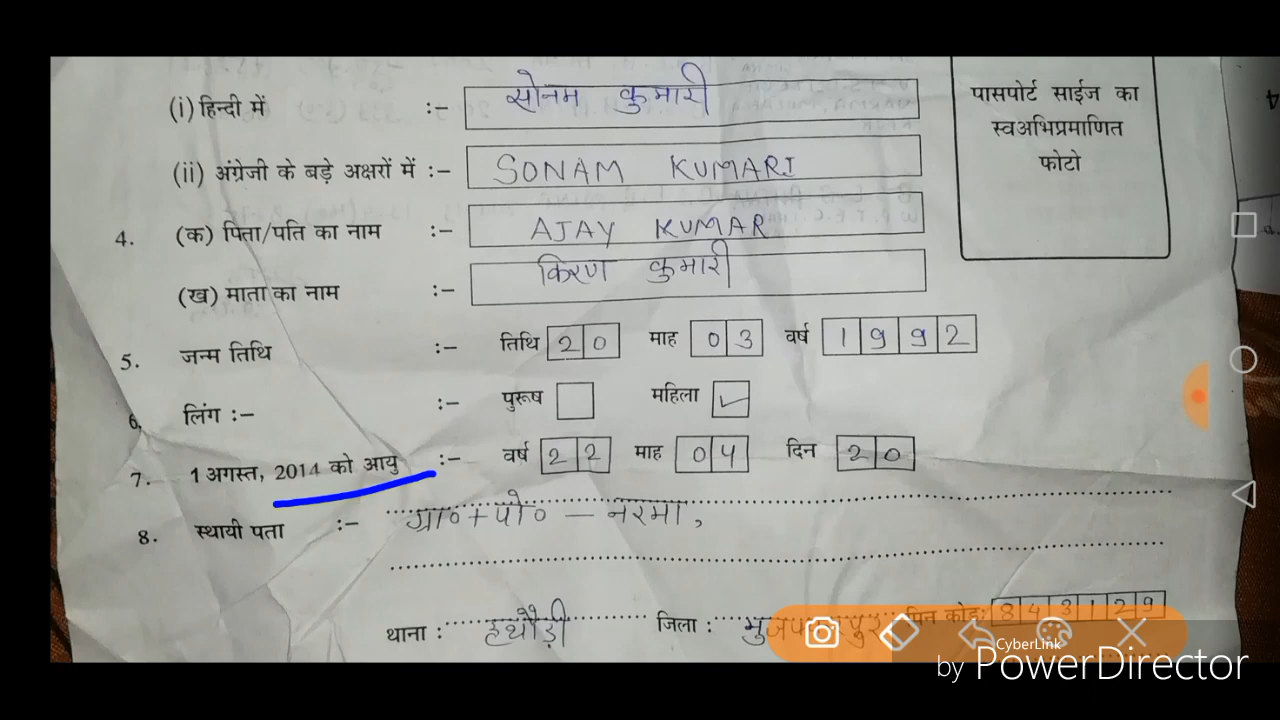 (i) हिन्दी में :- सोनम कुमारी
पासपोर्ट साईज का
स्वअभिप्रमाणित
फोटो
(ii) अंग्रेजी के बड़े अक्षरों में :- SONAM KUMARI
4. (क) पिता/पति का नाम :- AJAY KUMAR
(ख) माता का नाम :- किरण कुमारी
5. जन्म तिथि :- तिथि 20 माह 03 वर्ष 1992
6. लिंग :- :- पुरूष महिला ✓
7. 1 अगस्त, 2014 को आयु :- वर्ष 22 माह 04 दिन 20
8. स्थायी पता :- ग्रा० + पो० - नरमा,
थाना : हथौड़ी जिला : पिन कोड: 843129
CyberLink
by PowerDirector